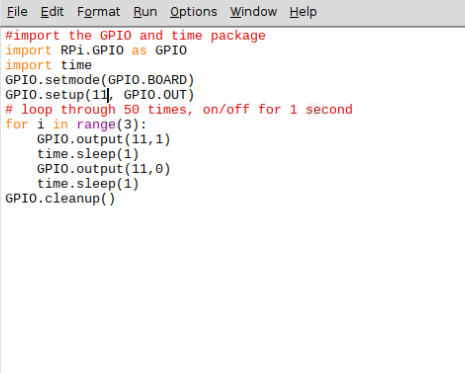 File Edit Format Run Options Window Help
#import the GPIO and time package
import RPi.GPIO as GPIO
import time
GPIO.setmode(GPIO.BOARD)
GPIO.setup(11, GPIO.OUT)
# loop through 50 times, on/off for 1 second
for i in range(3):
    GPIO.output(11,1)
    time.sleep(1)
    GPIO.output(11,0)
    time.sleep(1)
GPIO.cleanup()